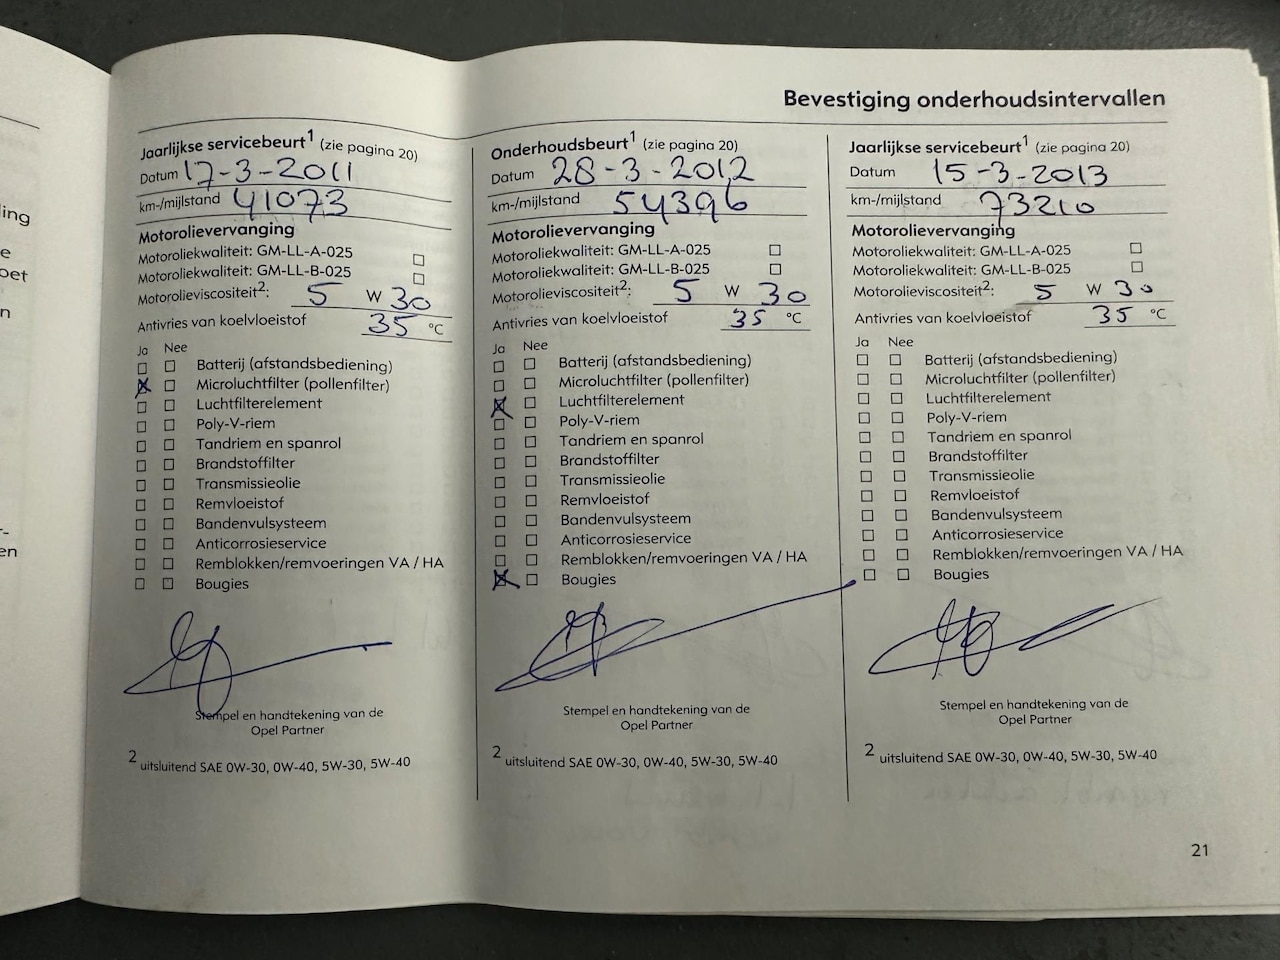 Bevestiging onderhoudsintervallen
Jaarlijkse servicebeurt1 (zie pagina 20)
Datum 17-3-2011
km-/mijlstand 41073
Motorolievervanging
Motoroliekwaliteit: GM-LL-A-025 ☐
Motoroliekwaliteit: GM-LL-B-025 ☐
Motorolieviscositeit2: 5 W 30
Antivries van koelvloeistof 35 °C
Ja Nee
☐ ☐ Batterij (afstandsbediening)
☒ ☐ Microluchtfilter (pollenfilter)
☐ ☐ Luchtfilterelement
☐ ☐ Poly-V-riem
☐ ☐ Tandriem en spanrol
☐ ☐ Brandstoffilter
☐ ☐ Transmissieolie
☐ ☐ Remvloeistof
☐ ☐ Bandenvulsysteem
☐ ☐ Anticorrosieservice
☐ ☐ Remblokken/remvoeringen VA / HA
☐ ☐ Bougies
Stempel en handtekening van de
Opel Partner
2 uitsluitend SAE 0W-30, 0W-40, 5W-30, 5W-40
Onderhoudsbeurt1 (zie pagina 20)
Datum 28-3-2012
km-/mijlstand 54396
Motorolievervanging
Motoroliekwaliteit: GM-LL-A-025 ☐
Motoroliekwaliteit: GM-LL-B-025 ☐
Motorolieviscositeit2: 5 W 30
Antivries van koelvloeistof 35 °C
Ja Nee
☐ ☐ Batterij (afstandsbediening)
☐ ☐ Microluchtfilter (pollenfilter)
☒ ☐ Luchtfilterelement
☐ ☐ Poly-V-riem
☐ ☐ Tandriem en spanrol
☐ ☐ Brandstoffilter
☐ ☐ Transmissieolie
☐ ☐ Remvloeistof
☐ ☐ Bandenvulsysteem
☐ ☐ Anticorrosieservice
☐ ☐ Remblokken/remvoeringen VA / HA
☒ ☐ Bougies
Stempel en handtekening van de
Opel Partner
2 uitsluitend SAE 0W-30, 0W-40, 5W-30, 5W-40
Jaarlijkse servicebeurt1 (zie pagina 20)
Datum 15-3-2013
km-/mijlstand 73210
Motorolievervanging
Motoroliekwaliteit: GM-LL-A-025 ☐
Motoroliekwaliteit: GM-LL-B-025 ☐
Motorolieviscositeit2: 5 W 30
Antivries van koelvloeistof 35 °C
Ja Nee
☐ ☐ Batterij (afstandsbediening)
☐ ☐ Microluchtfilter (pollenfilter)
☐ ☐ Luchtfilterelement
☐ ☐ Poly-V-riem
☐ ☐ Tandriem en spanrol
☐ ☐ Brandstoffilter
☐ ☐ Transmissieolie
☐ ☐ Remvloeistof
☐ ☐ Bandenvulsysteem
☐ ☐ Anticorrosieservice
☐ ☐ Remblokken/remvoeringen VA / HA
☐ ☐ Bougies
Stempel en handtekening van de
Opel Partner
2 uitsluitend SAE 0W-30, 0W-40, 5W-30, 5W-40
21